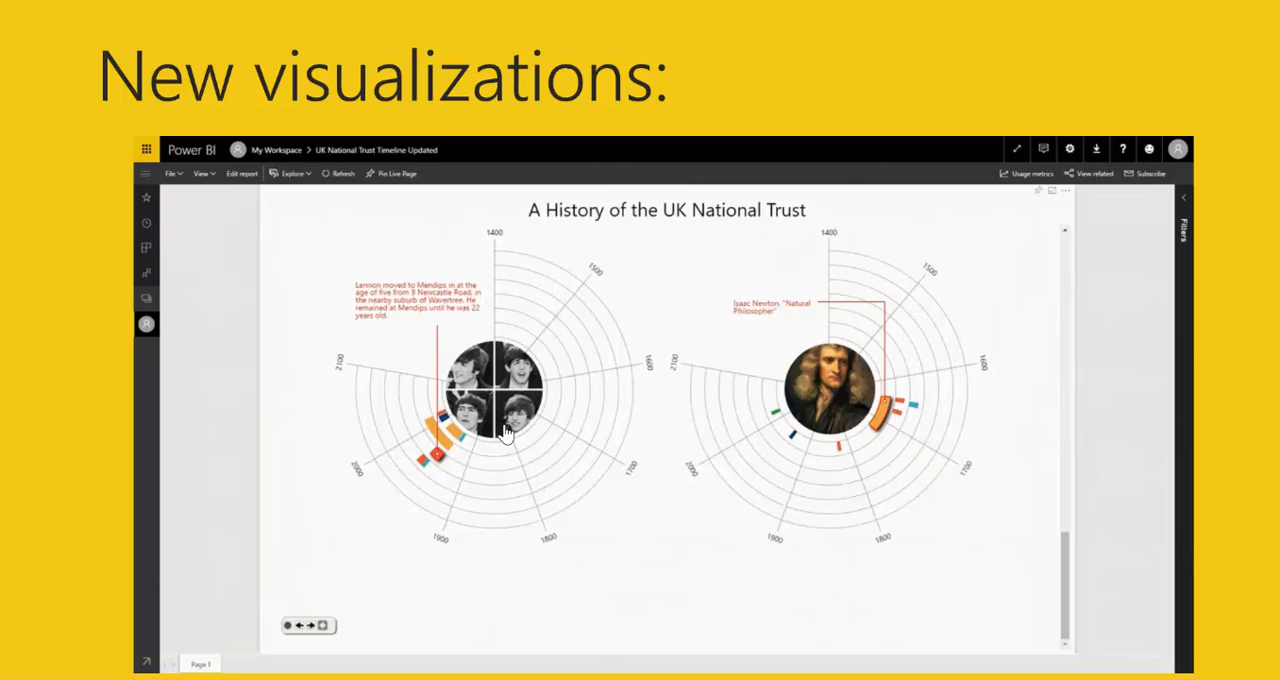 New visualizations:
Power BI My Workspace > UK National Trust Timeline Updated
File View Edit report Explore Refresh Pin Live Page Usage metrics View related Subscribe
A History of the UK National Trust
Filters
1400
1500
1600
1700
1800
1900
2000
2100
Lennon moved to Mendips in at the
age of five from 9 Newcastle Road, in
the nearby suburb of Wavertree. He
remained at Mendips until he was 22
years old.
1400
1500
1600
1700
1800
1900
2000
2100
Isaac Newton, "Natural
Philosopher"
Page 1